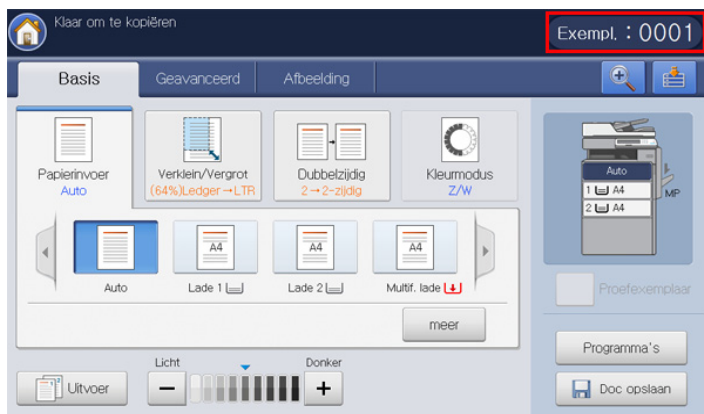 Klaar om te kopiëren
Exempl. : 0001
Basis
Geavanceerd
Afbeelding
Papierinvoer
Auto
Verklein/Vergrot
(64%)Ledger→LTR
Dubbelzijdig
2→2-zijdig
Kleurmodus
Z/W
A4
A4
A4
Auto
Lade 1
Lade 2
Multif. lade
meer
Auto
1 A4
2 A4
MP
Proefexemplaar
Licht
Donker
Uitvoer
Programma's
Doc opslaan